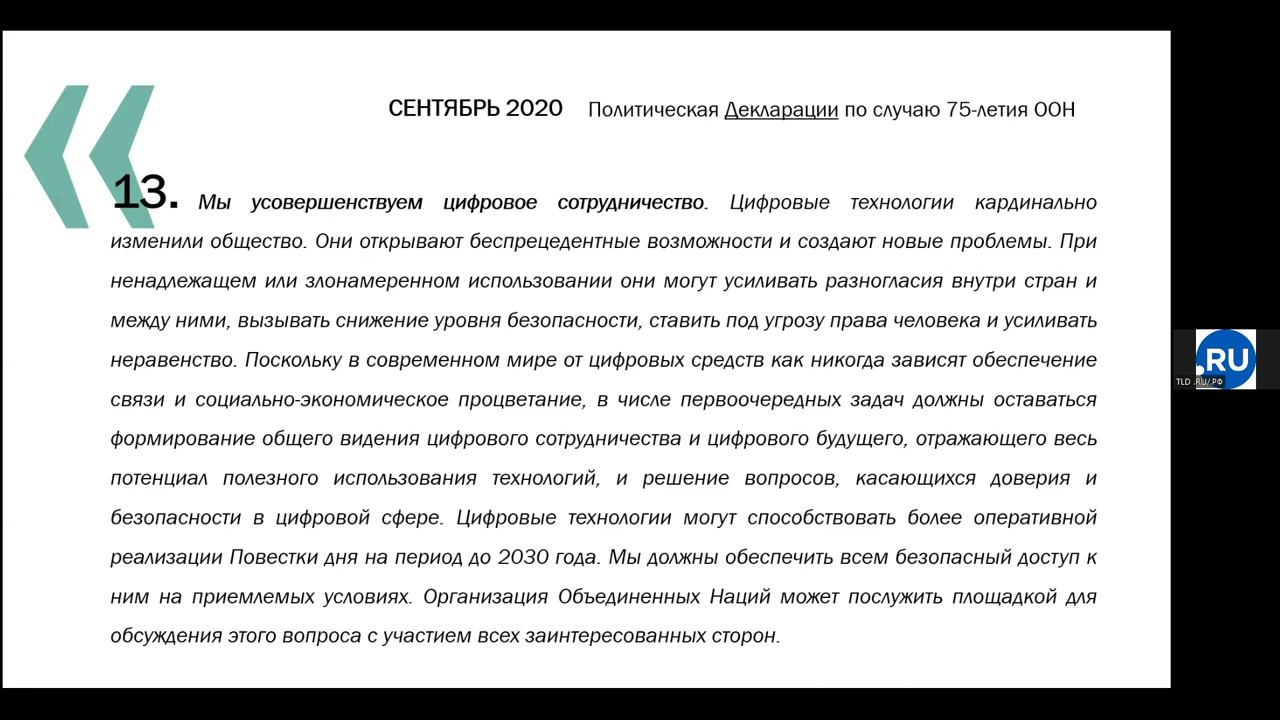 СЕНТЯБРЬ 2020 Политическая Декларации по случаю 75-летия ООН
13. Мы усовершенствуем цифровое сотрудничество. Цифровые технологии кардинально
изменили общество. Они открывают беспрецедентные возможности и создают новые проблемы. При
ненадлежащем или злонамеренном использовании они могут усиливать разногласия внутри стран и
между ними, вызывать снижение уровня безопасности, ставить под угрозу права человека и усиливать
неравенство. Поскольку в современном мире от цифровых средств как никогда зависят обеспечение
связи и социально-экономическое процветание, в числе первоочередных задач должны оставаться
формирование общего видения цифрового сотрудничества и цифрового будущего, отражающего весь
потенциал полезного использования технологий, и решение вопросов, касающихся доверия и
безопасности в цифровой сфере. Цифровые технологии могут способствовать более оперативной
реализации Повестки дня на период до 2030 года. Мы должны обеспечить всем безопасный доступ к
ним на приемлемых условиях. Организация Объединенных Наций может послужить площадкой для
обсуждения этого вопроса с участием всех заинтересованных сторон.
.RU
TLD .RU/.РФ